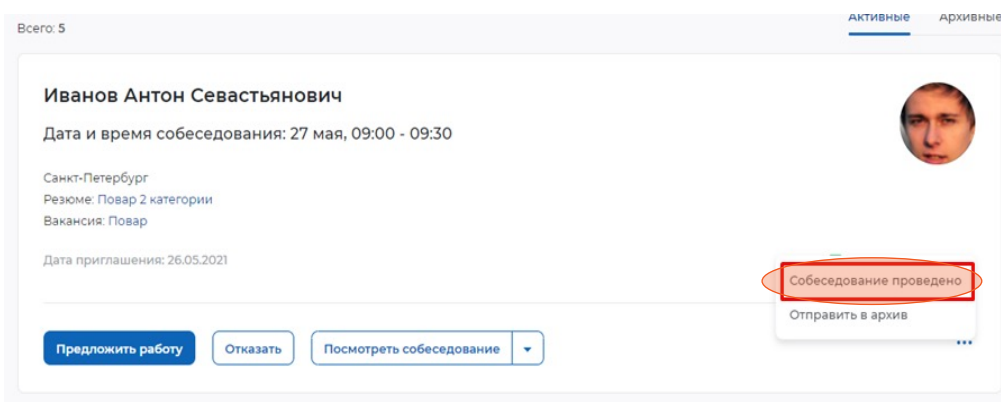 Всего: 5
Активные Архивные
Иванов Антон Севастьянович
Дата и время собеседования: 27 мая, 09:00 - 09:30
Санкт-Петербург
Резюме: Повар 2 категории
Вакансия: Повар
Дата приглашения: 26.05.2021
Собеседование проведено
Отправить в архив
Предложить работу Отказать Посмотреть собеседование